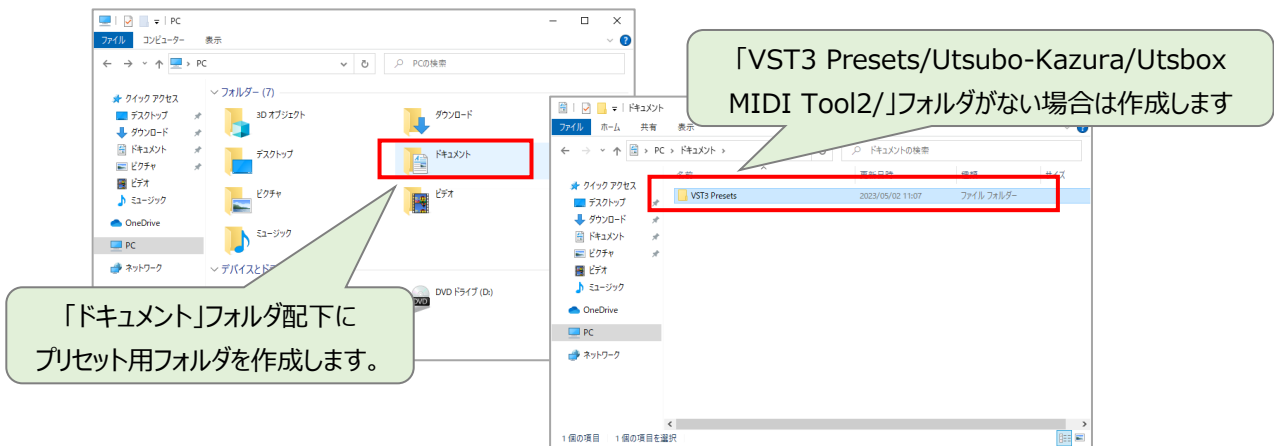 PC
ファイル コンピューター 表示
PC
PCの検索
クイック アクセス
デスクトップ
ダウンロード
ドキュメント
ピクチャ
ビデオ
ミュージック
OneDrive
PC
ネットワーク
フォルダー (7)
3D オブジェクト
ダウンロード
デスクトップ
ドキュメント
ピクチャ
ビデオ
ミュージック
デバイスとド
DVD ドライブ (D:)
DVD
「ドキュメント」フォルダ配下に
プリセット用フォルダを作成します。
「VST3 Presets/Utsubo-Kazura/Utsbox
MIDI Tool2/」フォルダがない場合は作成します
ドキュメント
ファイル ホーム 共有 表示
PC ドキュメント
ドキュメントの検索
名前 更新日時 種類 サイズ
VST3 Presets 2023/05/02 11:07 ファイル フォルダー
クイック アクセス
デスクトップ
ダウンロード
ドキュメント
ピクチャ
ビデオ
ミュージック
OneDrive
PC
ネットワーク
1 個の項目 1 個の項目を選択